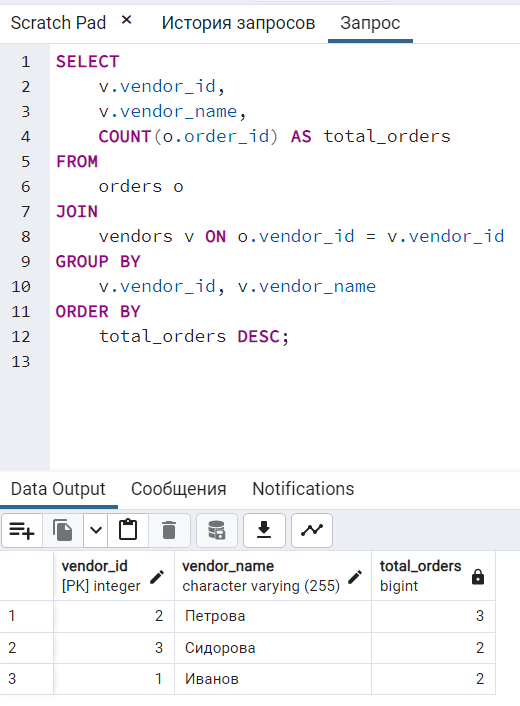 Scratch Pad × История запросов Запрос
1 SELECT
2 v.vendor_id,
3 v.vendor_name,
4 COUNT(o.order_id) AS total_orders
5 FROM
6 orders o
7 JOIN
8 vendors v ON o.vendor_id = v.vendor_id
9 GROUP BY
10 v.vendor_id, v.vendor_name
11 ORDER BY
12 total_orders DESC;
13
Data Output Сообщения Notifications
vendor_id vendor_name total_orders
[PK] integer character varying (255) bigint
1 2 Петрова 3
2 3 Сидорова 2
3 1 Иванов 2